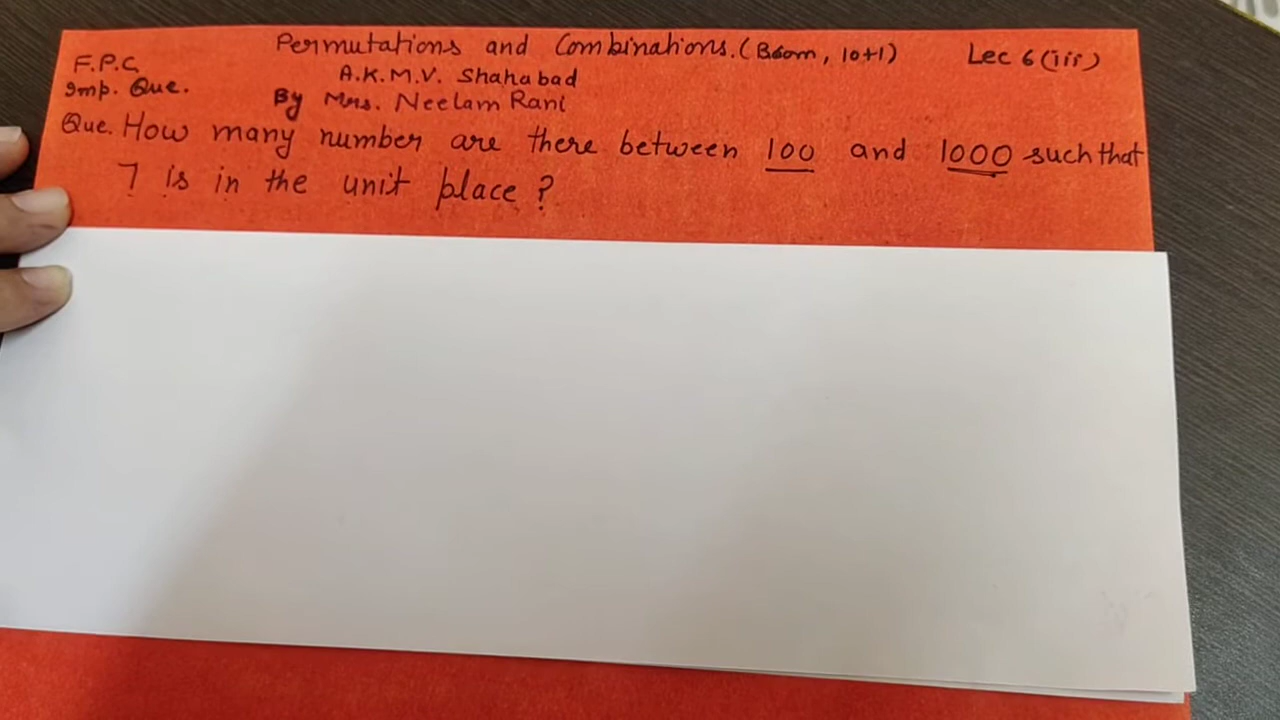 Permutations and Combinations. (Bcom, 10+1) Lec 6 (iii)
F.P.C.
A.K.M.V. Shahabad
Imp. Que.
By Mrs. Neelam Rani
Que. How many number are there between 100 and 1000 such that
7 is in the unit place ?